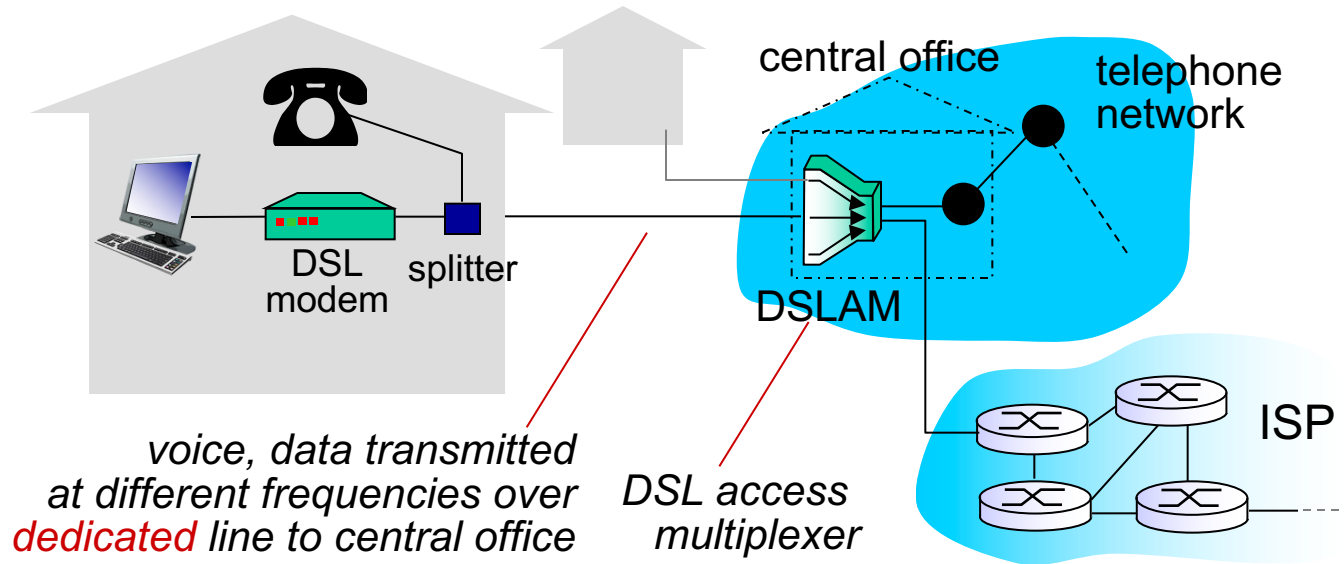 central office
telephone
network
DSL
modem
splitter
DSLAM
ISP
voice, data transmitted
at different frequencies over
dedicated line to central office
DSL access
multiplexer